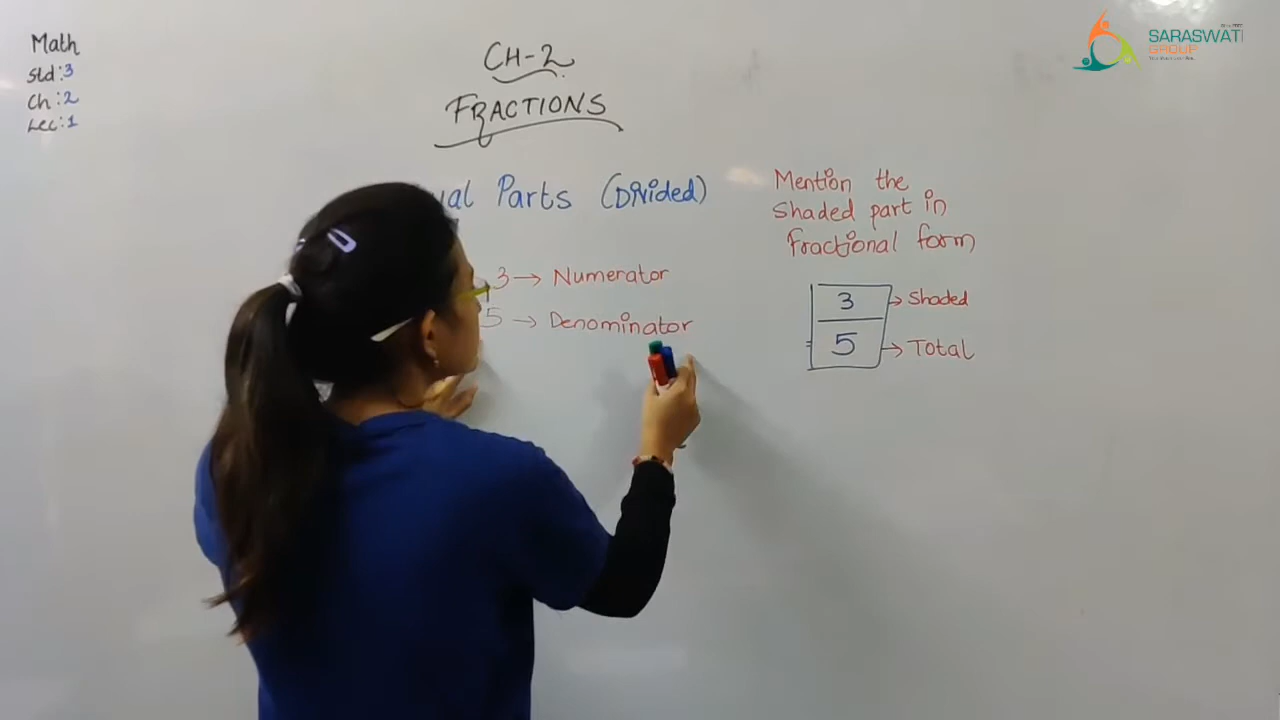 Math
Std:3
Ch:2
Lec:1
CH-2
FRACTIONS
Parts (Divided)
3 → Numerator
5 → Denominator
Mention the
Shaded part in
Fractional form
3 → Shaded
5 → Total
SARASWATI
GROUP